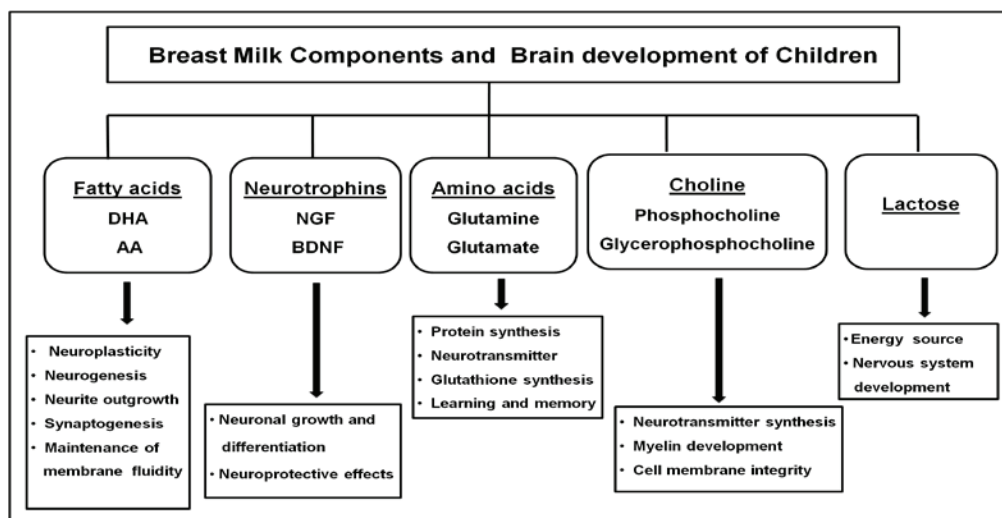 Breast Milk Components and Brain development of Children
Fatty acids
DHA
AA
Neurotrophins
NGF
BDNF
Amino acids
Glutamine
Glutamate
Choline
Phosphocholine
Glycerophosphocholine
Lactose
• Neuroplasticity
• Neurogenesis
• Neurite outgrowth
• Synaptogenesis
• Maintenance of
membrane fluidity
• Neuronal growth and
differentiation
• Neuroprotective effects
• Protein synthesis
• Neurotransmitter
• Glutathione synthesis
• Learning and memory
• Neurotransmitter synthesis
• Myelin development
• Cell membrane integrity
• Energy source
• Nervous system
development